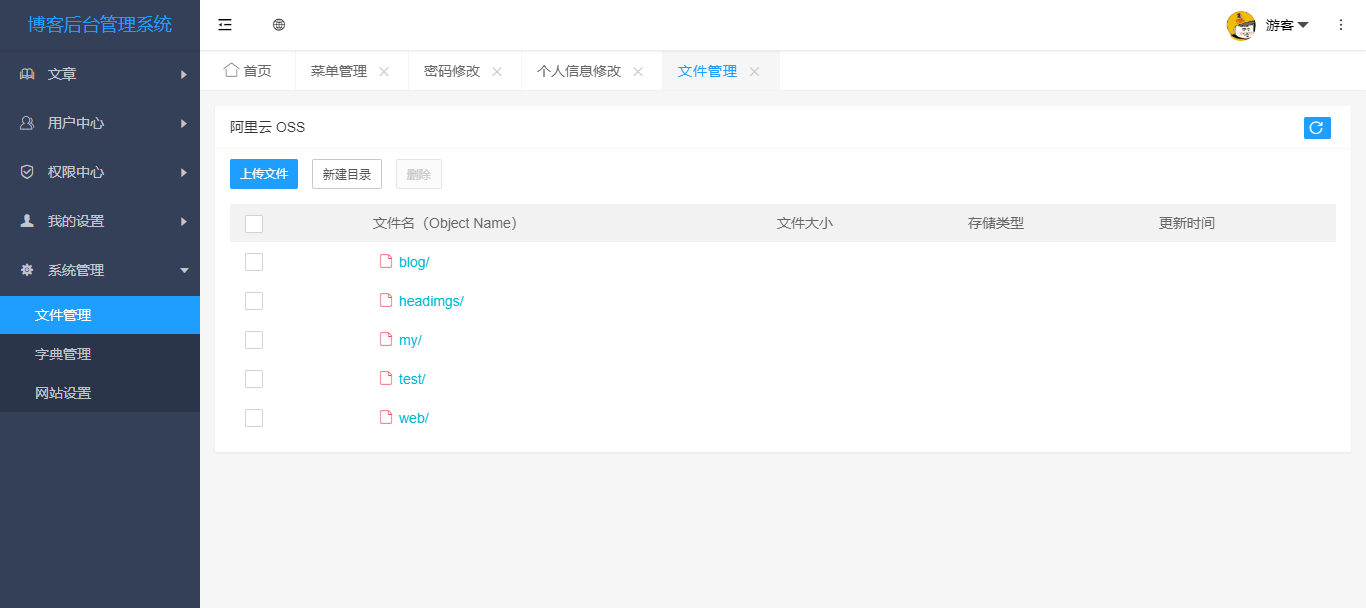 博客后台管理系统
游客
文章
用户中心
权限中心
我的设置
系统管理
文件管理
字典管理
网站设置
首页 菜单管理 密码修改 个人信息修改 文件管理
阿里云 OSS
上传文件 新建目录 删除
文件名（Object Name） 文件大小 存储类型 更新时间
blog/
headimgs/
my/
test/
web/